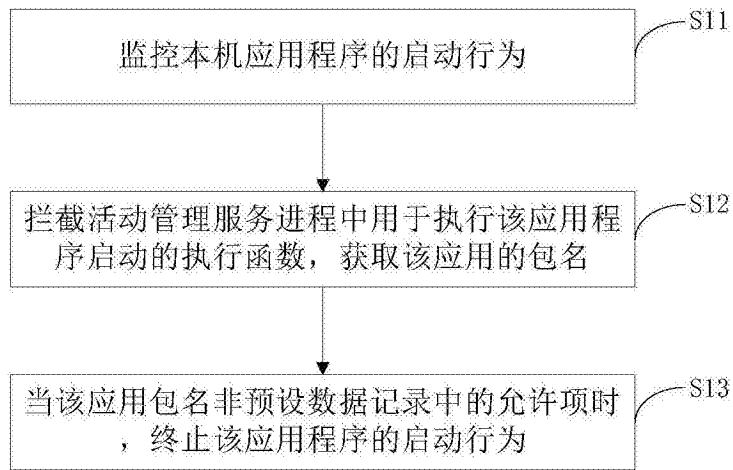 S11
监控本机应用程序的启动行为
S12
拦截活动管理服务进程中用于执行该应用程
序启动的执行函数，获取该应用的包名
S13
当该应用包名非预设数据记录中的允许项时
，终止该应用程序的启动行为